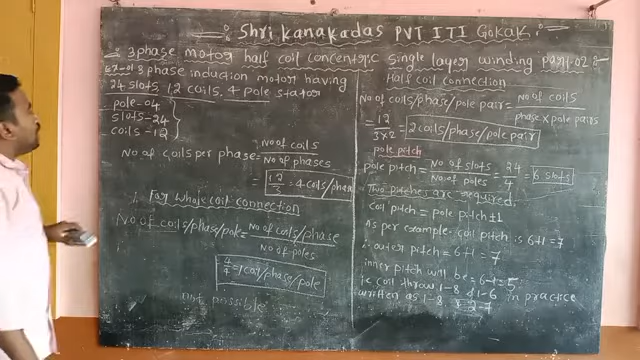 Shri Kanakadas PVT ITI GOKAK
3 phase motor half coil concentric single layer winding Part-02
Ex-01 3 phase induction motor having
24 slots, 12 coils, 4 pole stator
pole-04
slots-24
coils-12
No of coils per phase = No of coils / No of phases
= 12/3 = 4 coils/phase
1. For whole coil connection
No of coils/phase/pole = No of coils/phase / No of poles
4/4 = 1 coil/phase/pole
not possible
Half coil connection
No of coils/phase/pole pair = No of coils / phase x pole pairs
= 12 / 3x2 = 2 coils/phase/pole pair
pole pitch
pole pitch = No of slots / No of poles = 24/4 = 6 slots
Two pitches are required
coil pitch = pole pitch ±1
As per example coil pitch is 6+1 = 7
outer pitch = 6+1 = 7
inner pitch will be = 6-1 = 5
ie coil throw 1-8 & 1-6 in practice
written as 1-8, 2-7